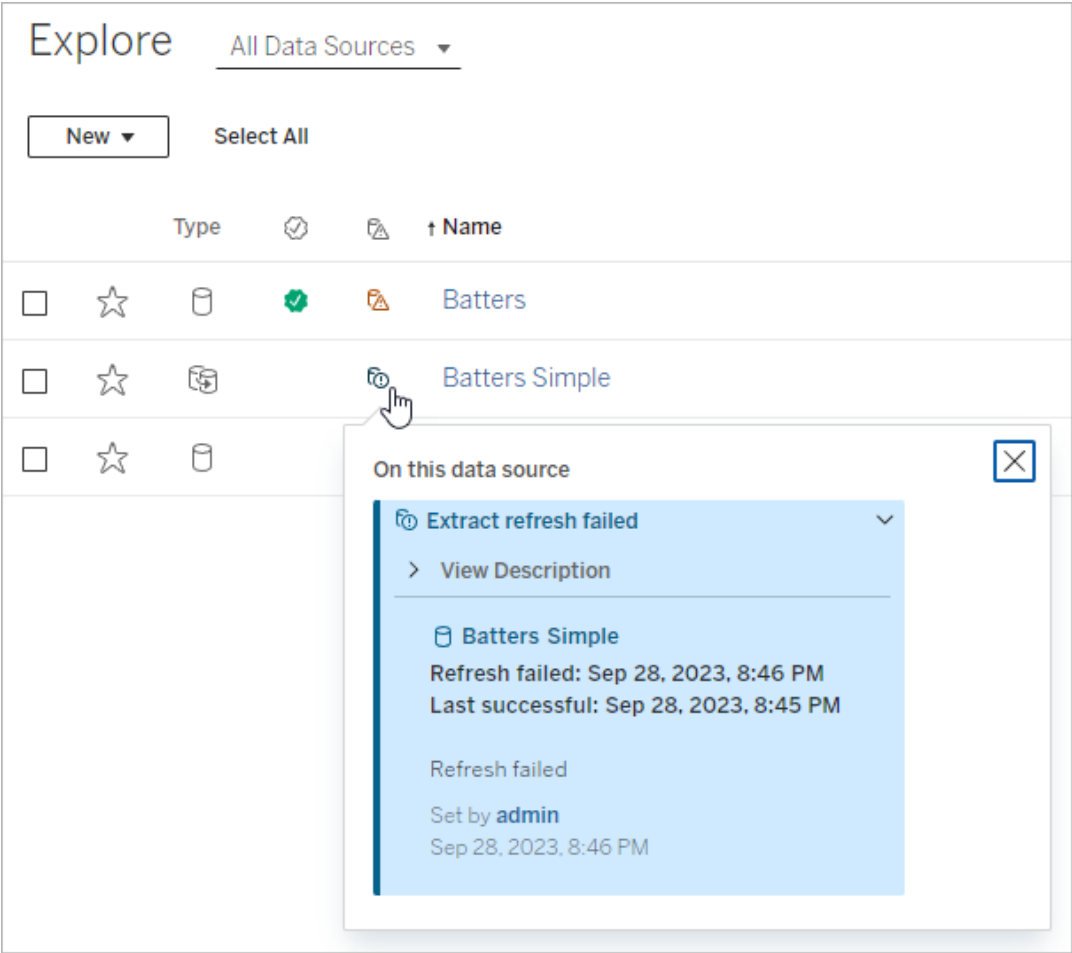 Explore All Data Sources
New Select All
Type Name
Batters
Batters Simple
On this data source
Extract refresh failed
View Description
Batters Simple
Refresh failed: Sep 28, 2023, 8:46 PM
Last successful: Sep 28, 2023, 8:45 PM
Refresh failed
Set by admin
Sep 28, 2023, 8:46 PM